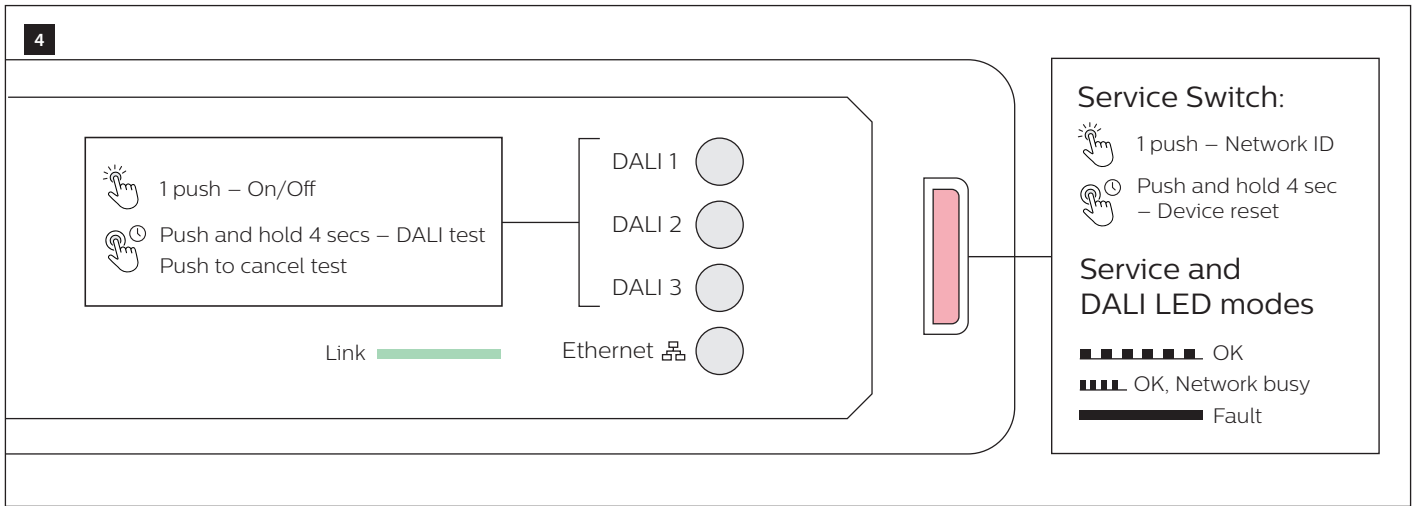 4
1 push – On/Off
Push and hold 4 secs – DALI test
Push to cancel test
DALI 1
DALI 2
DALI 3
Link
Ethernet
Service Switch:
1 push – Network ID
Push and hold 4 sec
– Device reset
Service and
DALI LED modes
OK
OK, Network busy
Fault